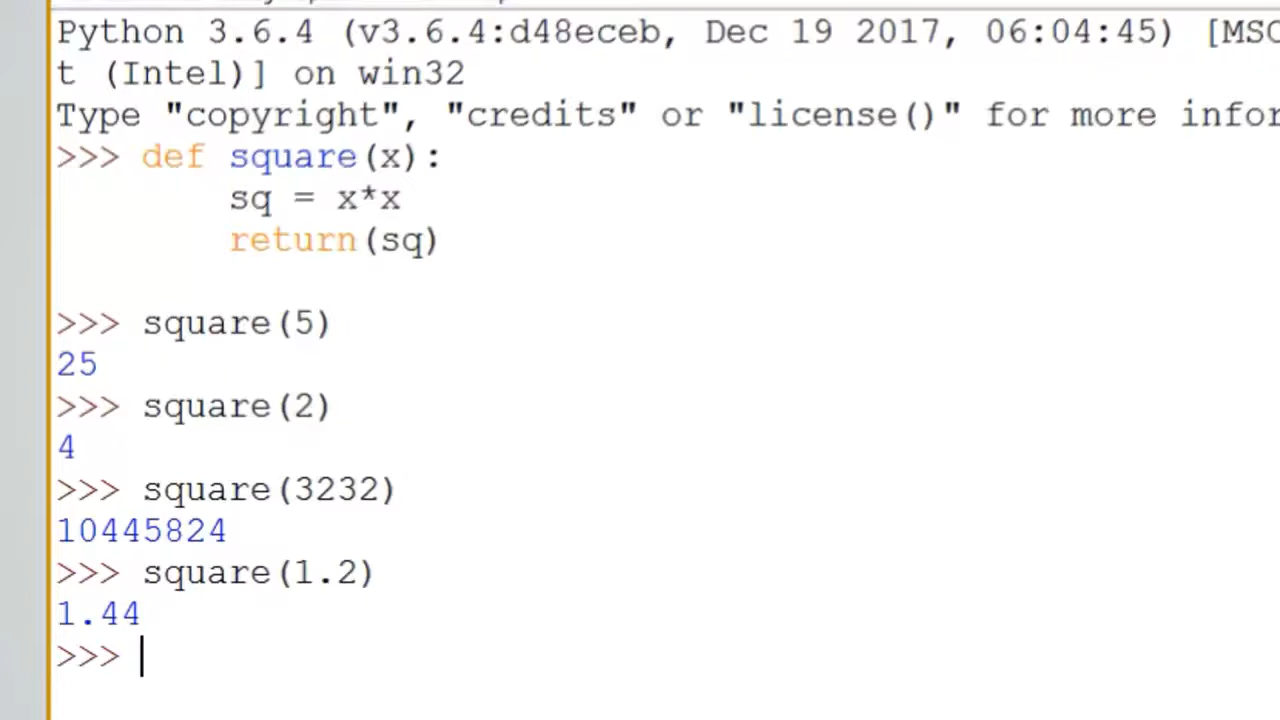 Python 3.6.4 (v3.6.4:d48eceb, Dec 19 2017, 06:04:45) [MSC
t (Intel)] on win32
Type "copyright", "credits" or "license()" for more infor
>>> def square(x):
        sq = x*x
        return(sq)
>>> square(5)
25
>>> square(2)
4
>>> square(3232)
10445824
>>> square(1.2)
1.44
>>>